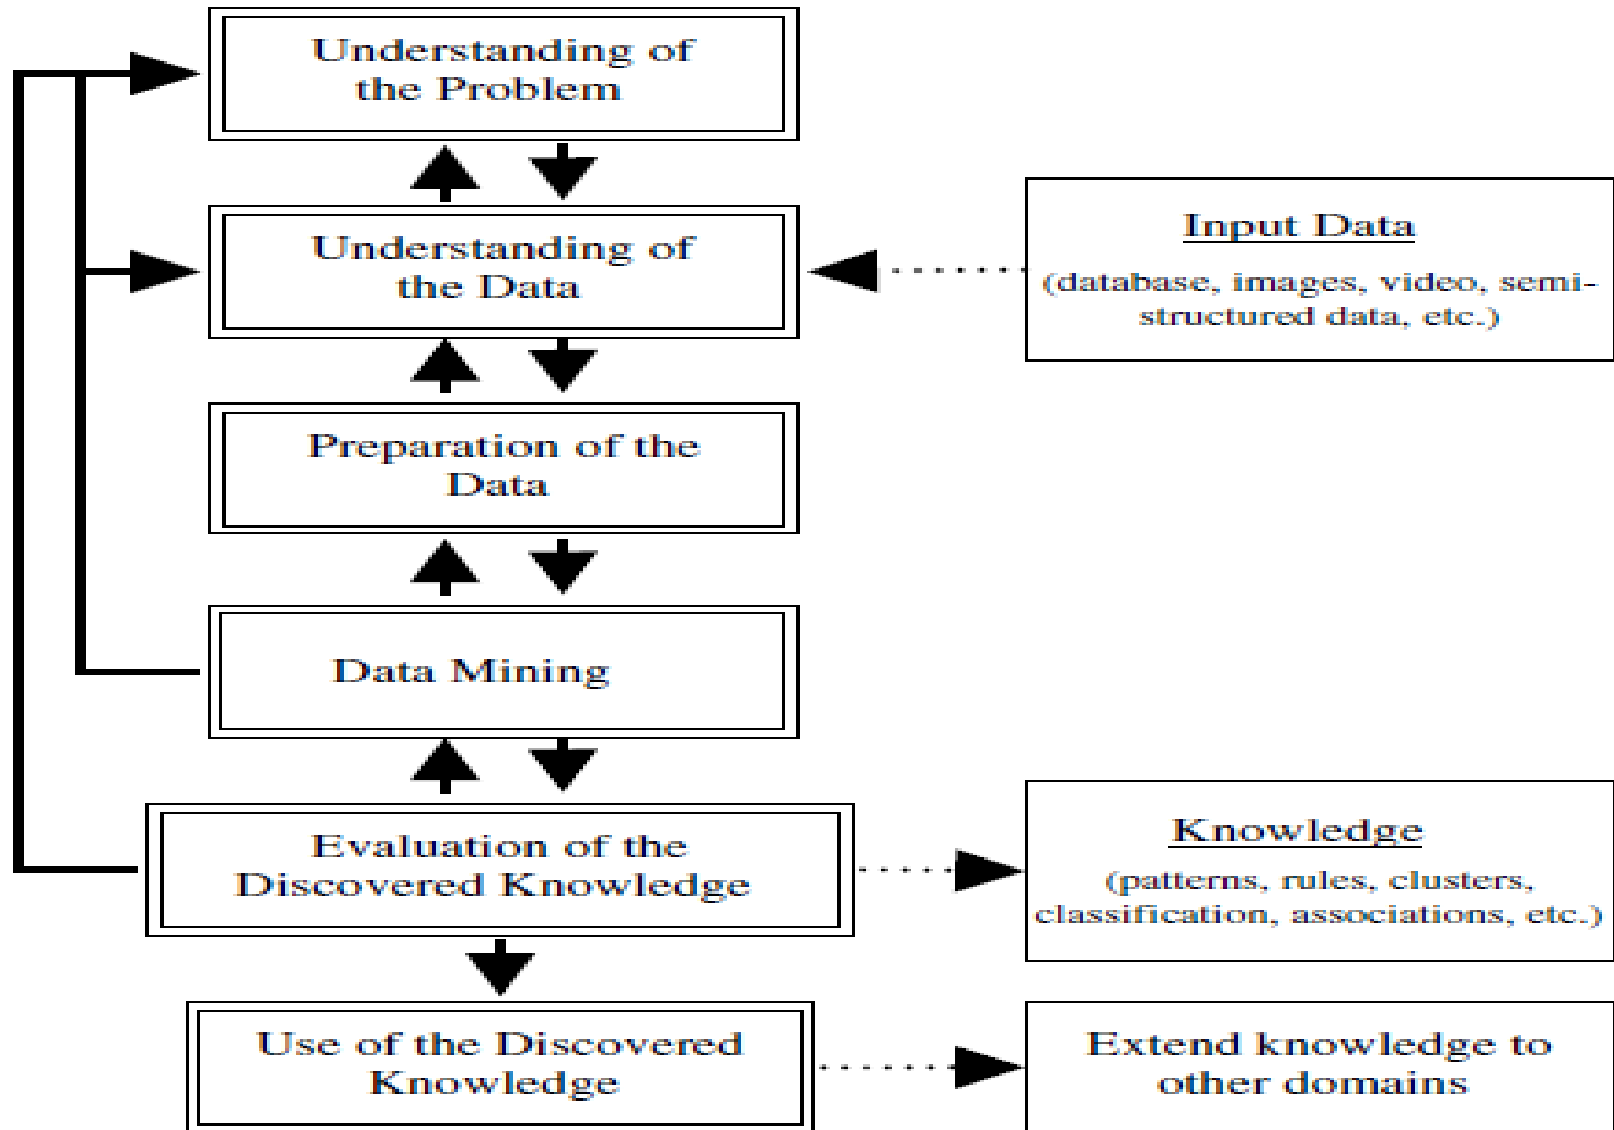 Understanding of
the Problem
Understanding of
the Data
Input Data
(database, images, video, semi-
structured data, etc.)
Preparation of the
Data
Data Mining
Evaluation of the
Discovered Knowledge
Knowledge
(patterns, rules, clusters,
classification, associations, etc.)
Use of the Discovered
Knowledge
Extend knowledge to
other domains